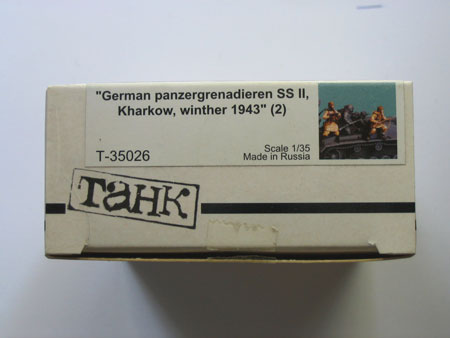 "German panzergrenadieren SS II,
Kharkow, winther 1943" (2)
T-35026
Scale 1/35
Made in Russia
танк